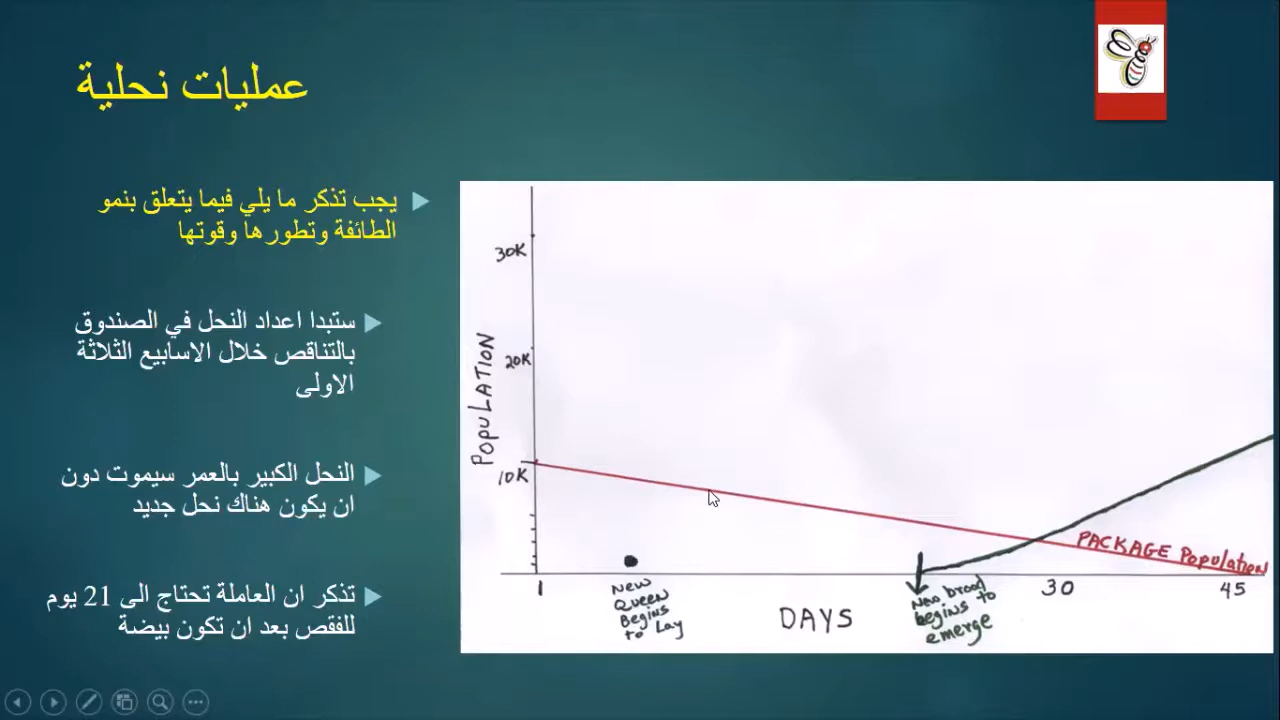 عمليات نحلية
يجب تذكر ما يلي فيما يتعلق بنمو
الطائفة وتطورها وقوتها
ستبدا اعداد النحل في الصندوق
بالتناقص خلال الاسابيع الثلاثة
الاولى
النحل الكبير بالعمر سيموت دون
ان يكون هناك نحل جديد
تذكر ان العاملة تحتاج الى 21 يوم
للفقص بعد ان تكون بيضة
POPULATION
30K
20K
10K
PACKAGE Population
1
30
45
New
Queen
Begins
to Lay
DAYS
New brood
begins to
emerge